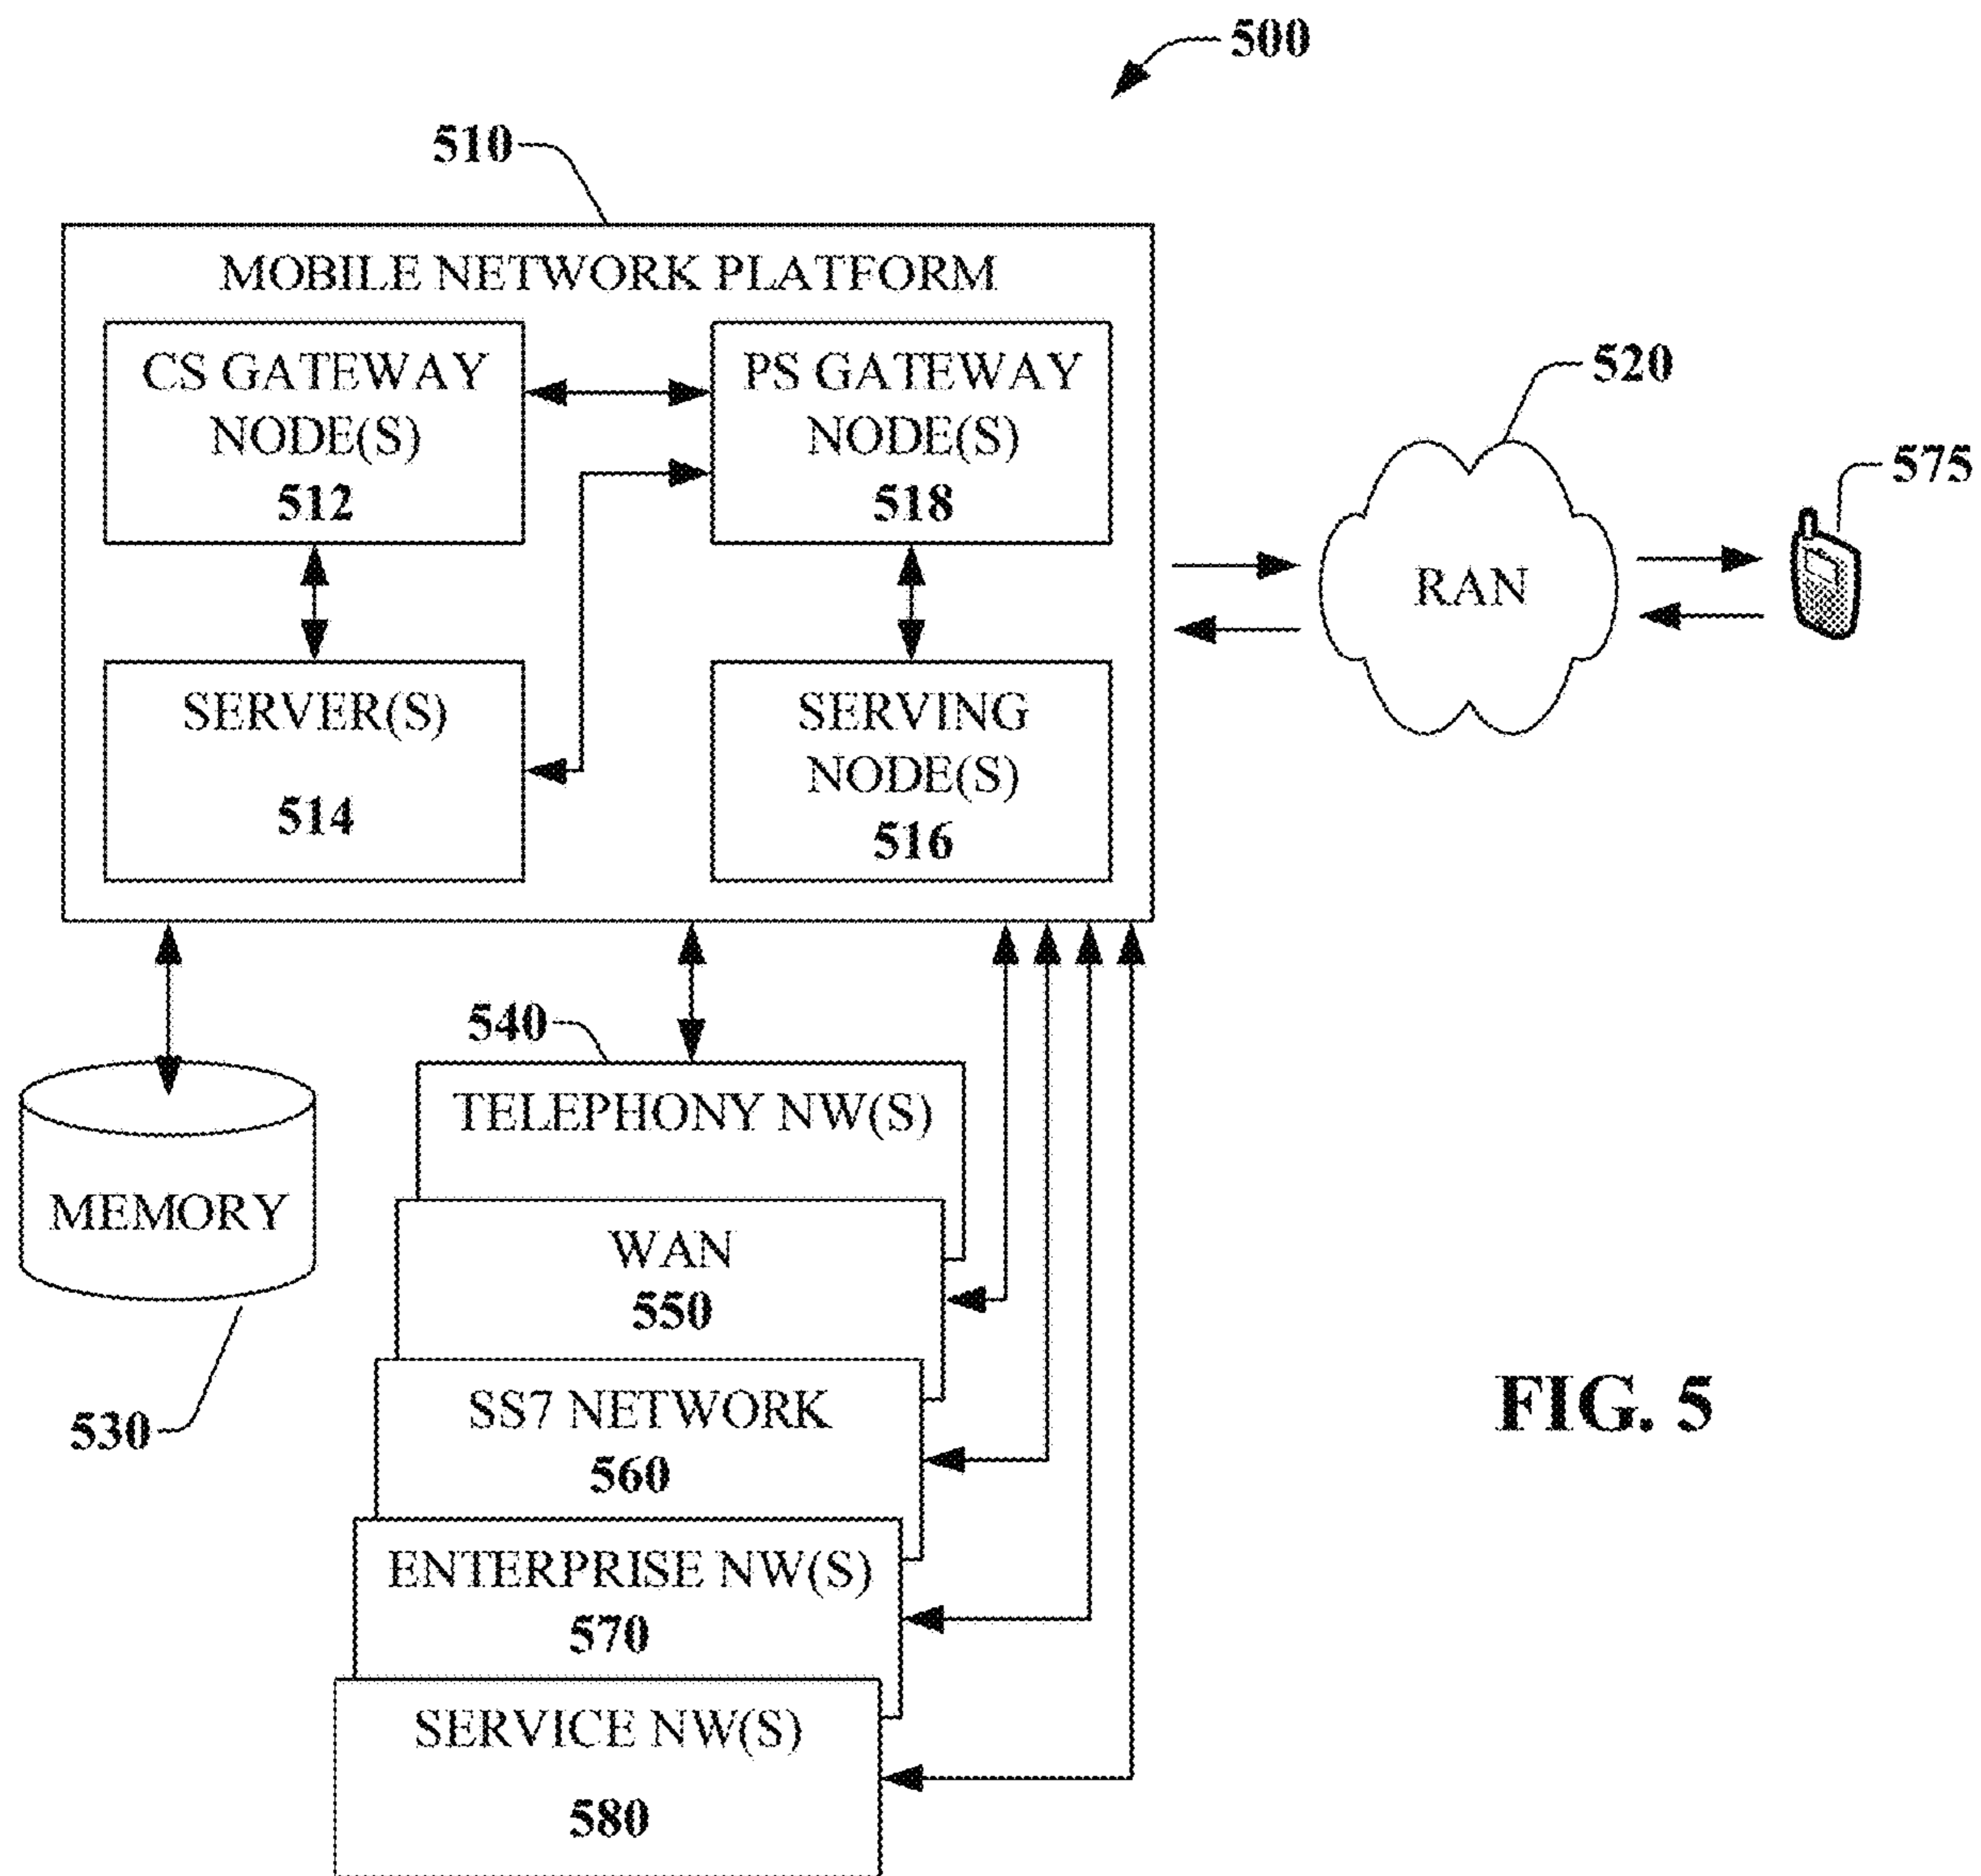 500
510
MOBILE NETWORK PLATFORM
CS GATEWAY
NODE(S)
512
PS GATEWAY
NODE(S)
518
SERVER(S)
514
SERVING
NODE(S)
516
520
RAN
575
540
TELEPHONY NW(S)
MEMORY
530
WAN
550
SS7 NETWORK
560
ENTERPRISE NW(S)
570
SERVICE NW(S)
580
FIG. 5